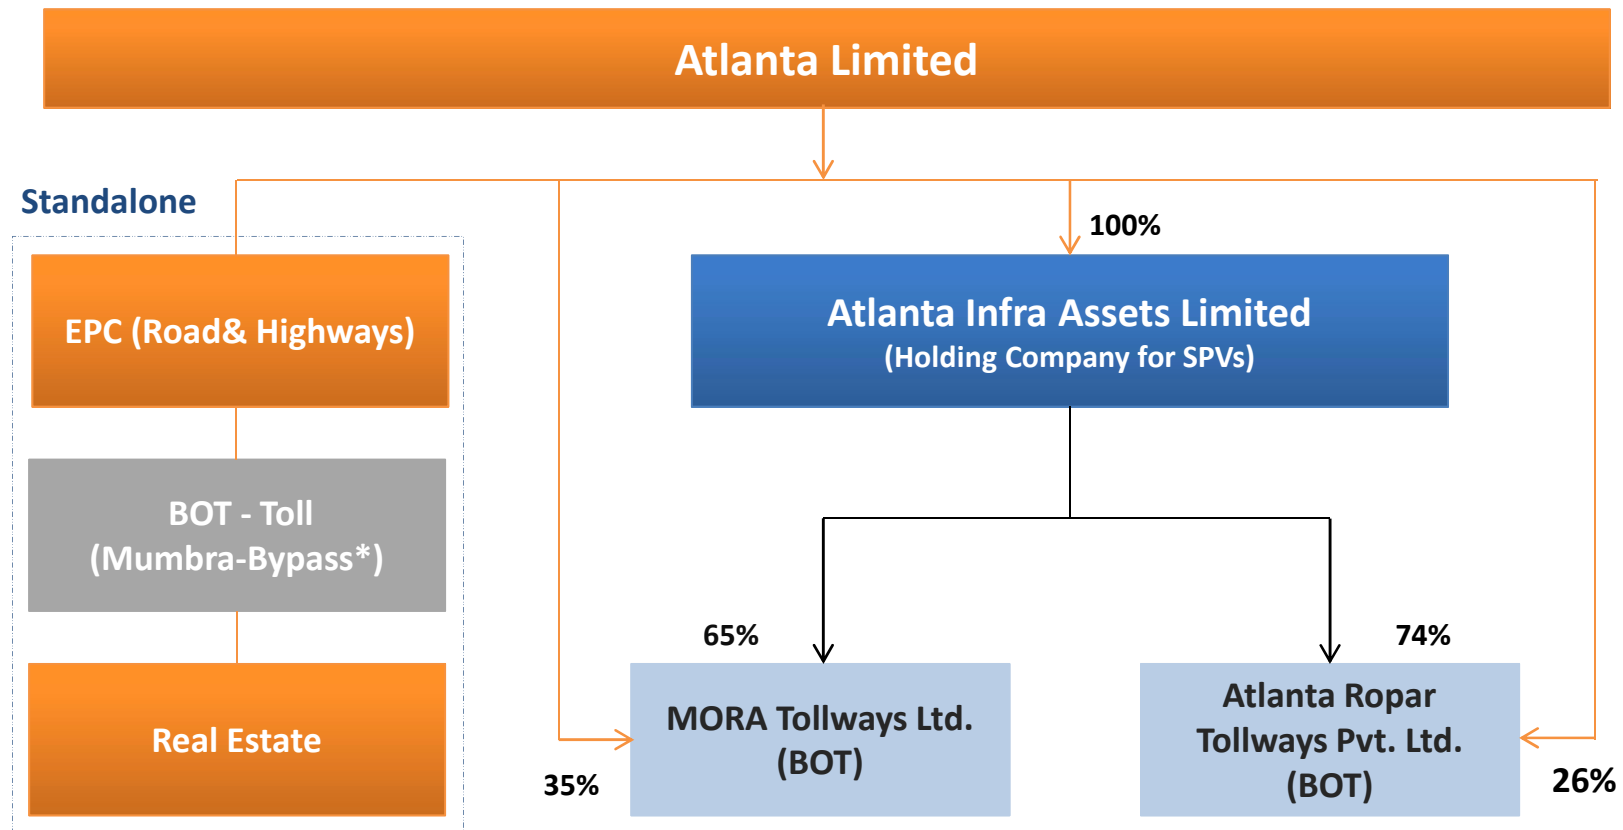 Atlanta Limited
Standalone
100%
EPC (Road& Highways)
Atlanta Infra Assets Limited
(Holding Company for SPVs)
BOT - Toll
(Mumbra-Bypass*)
65%
74%
Real Estate
MORA Tollways Ltd.
(BOT)
Atlanta Ropar
Tollways Pvt. Ltd.
(BOT)
35%
26%